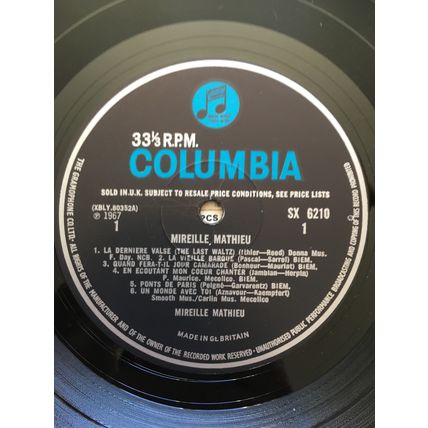 33⅓ R.P.M.
COLUMBIA
SOLD IN U.K. SUBJECT TO RESALE PRICE CONDITIONS, SEE PRICE LISTS
(XBLY.80352A)
℗ 1967
1
PCS
SX 6210
1
MIREILLE MATHIEU
1. LA DERNIERE VALSE (THE LAST WALTZ) (Ithier—Reed) Donna Mus.
F. Day, NCB. 2. LA VIEILLE BARQUE (Pascal—Sarrel) BIEM.
3. QUAND FERA-T-IL JOUR CAMARADE (Bonheur—Mauriat) BIEM.
4. EN ECOUTANT MON COEUR CHANTER (Jambian—Herpin)
P. Maurice, Mecolico. BIEM.
5. PONTS DE PARIS (Peigné—Garvarentz) BIEM.
6. UN MONDE AVEC TOI (Aznavour—Kaempfert)
Smooth Mus./Carlin Mus. Mecolico
MIREILLE MATHIEU
MADE IN Gt. BRITAIN
THE GRAMOPHONE CO. LTD. ALL RIGHTS OF THE MANUFACTURER AND OF THE OWNER OF THE RECORDED WORK RESERVED · UNAUTHORISED PUBLIC PERFORMANCE BROADCASTING AND COPYING OF THIS RECORD PROHIBITED